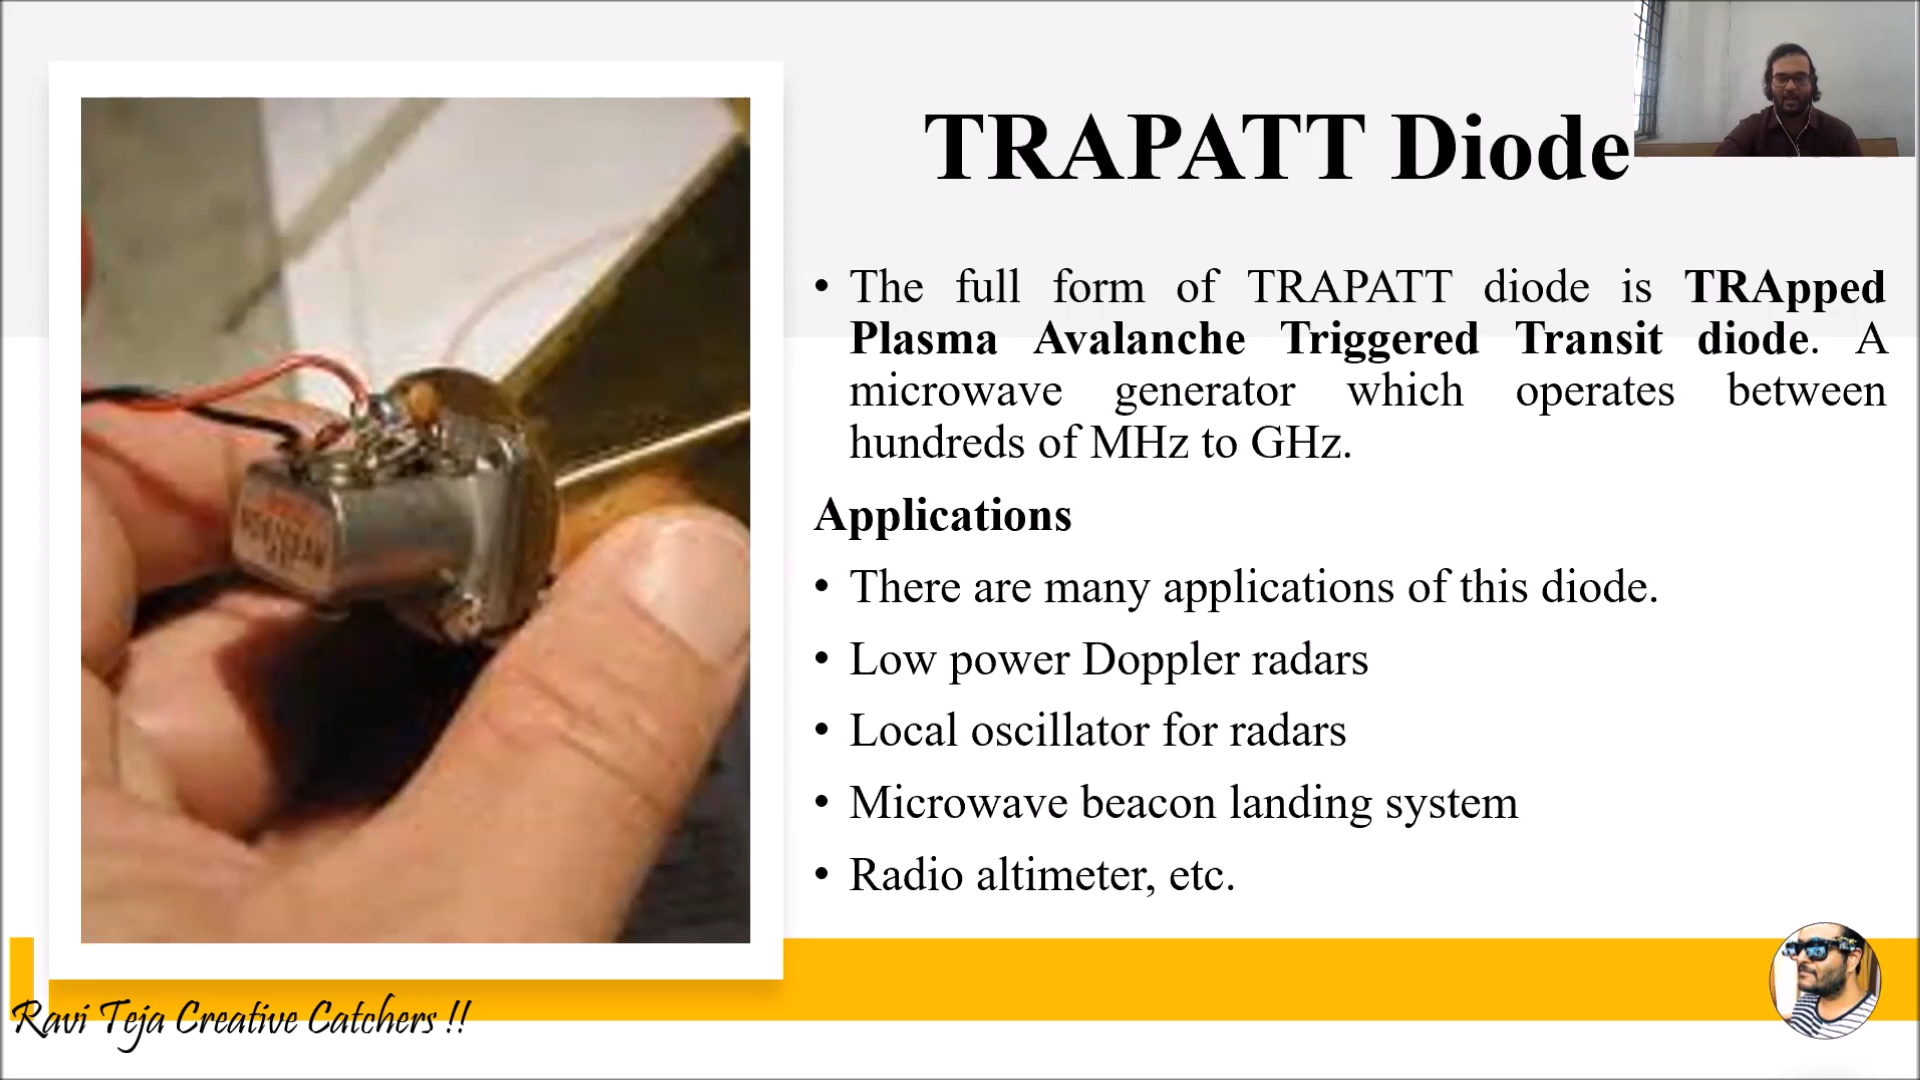 TRAPATT Diode
• The full form of TRAPATT diode is TRApped
Plasma Avalanche Triggered Transit diode. A
microwave generator which operates between
hundreds of MHz to GHz.
Applications
• There are many applications of this diode.
• Low power Doppler radars
• Local oscillator for radars
• Microwave beacon landing system
• Radio altimeter, etc.
Ravi Teja Creative Catchers !!